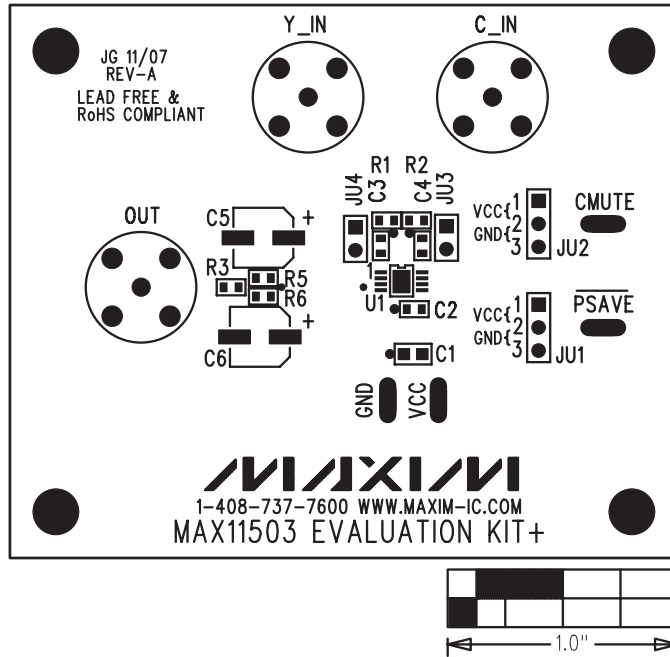 Y_IN
C_IN
JG 11/07
REV-A
LEAD FREE &
RoHS COMPLIANT
OUT
C5
+
R3
R5
R6
+
C6
R1 R2
JU4
C3
C4
JU3
1
U1
C2
C1
GND
VCC
VCC{ 1
GND{ 2
3
JU2
CMUTE
VCC{ 1
GND{ 2
3
JU1
PSAVE
MAXIM
1-408-737-7600 WWW.MAXIM-IC.COM
MAX11503 EVALUATION KIT+
1.0"